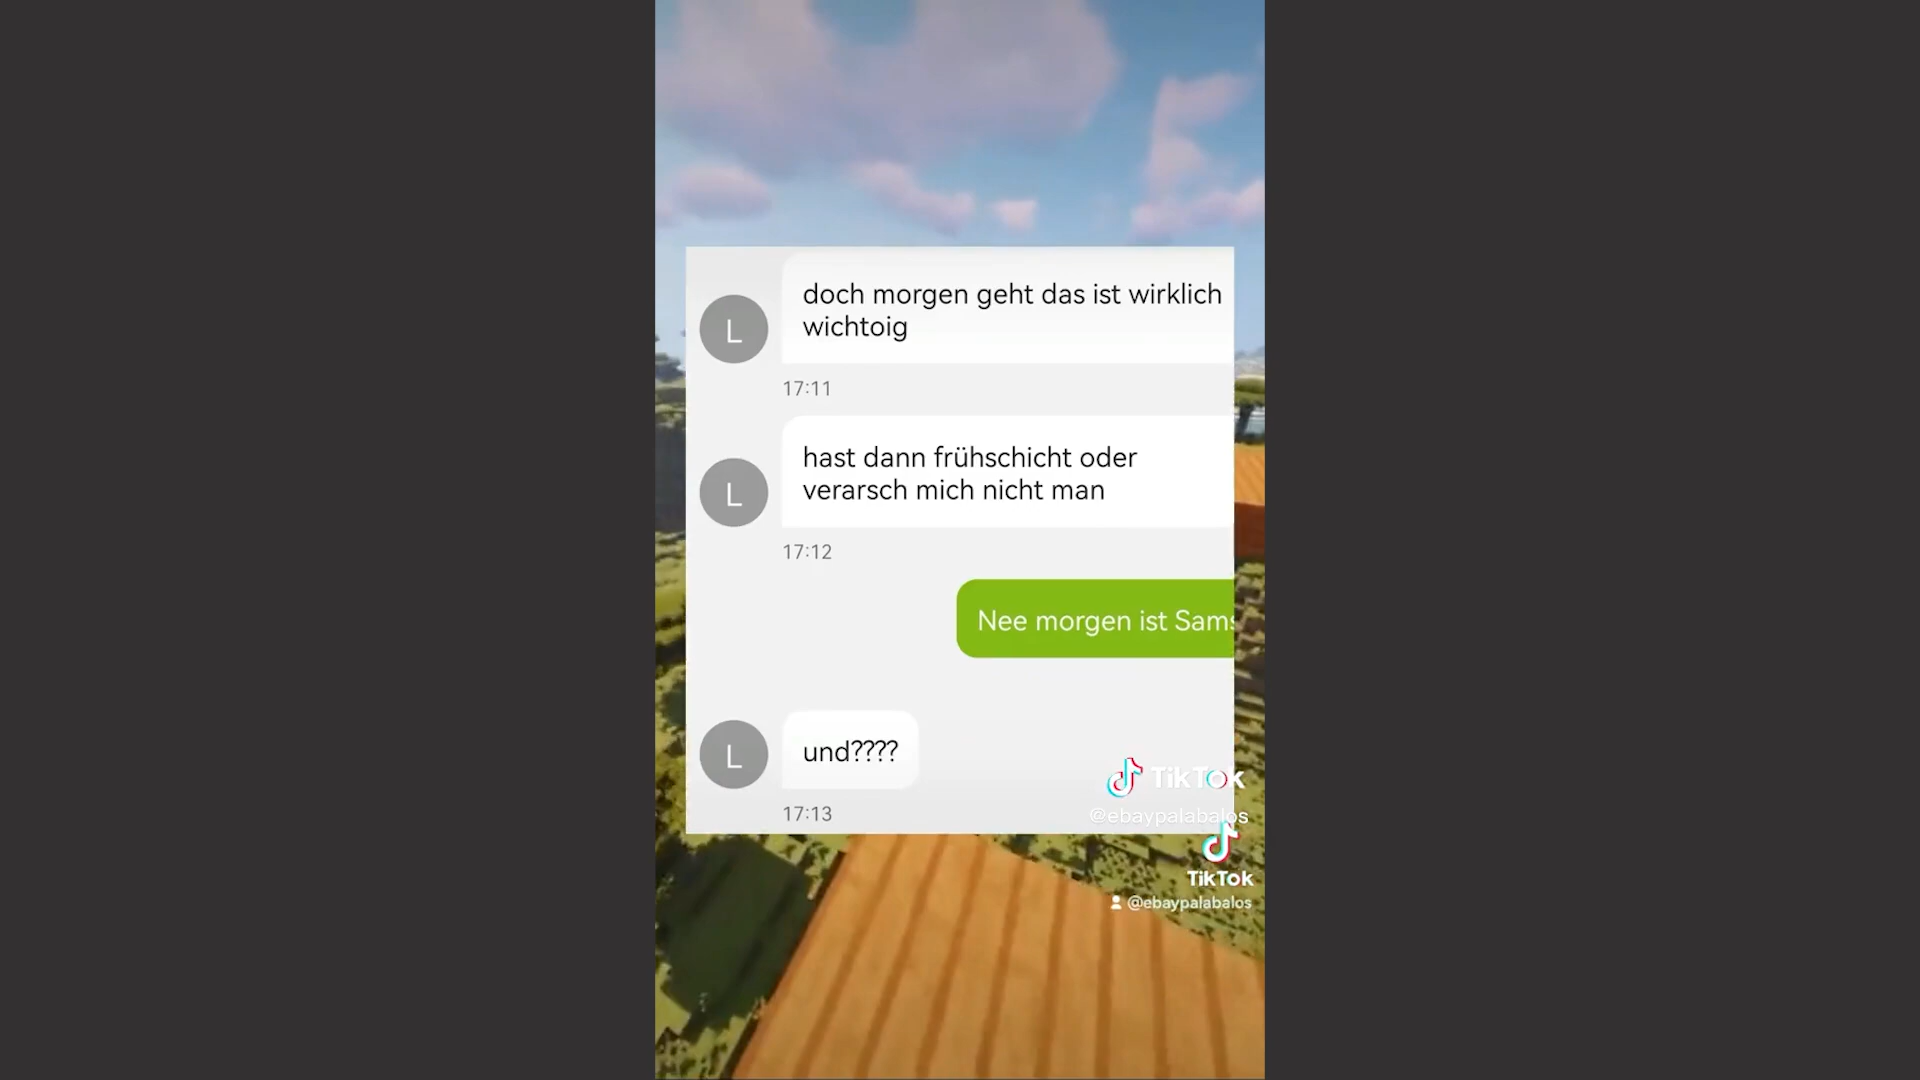 doch morgen geht das ist wirklich
wichtoig
L
17:11
hast dann frühschicht oder
verarsch mich nicht man
L
17:12
Nee morgen ist Sams
und????
L
17:13
TikTok
@ebaypalabalos
TikTok
@ebaypalabalos